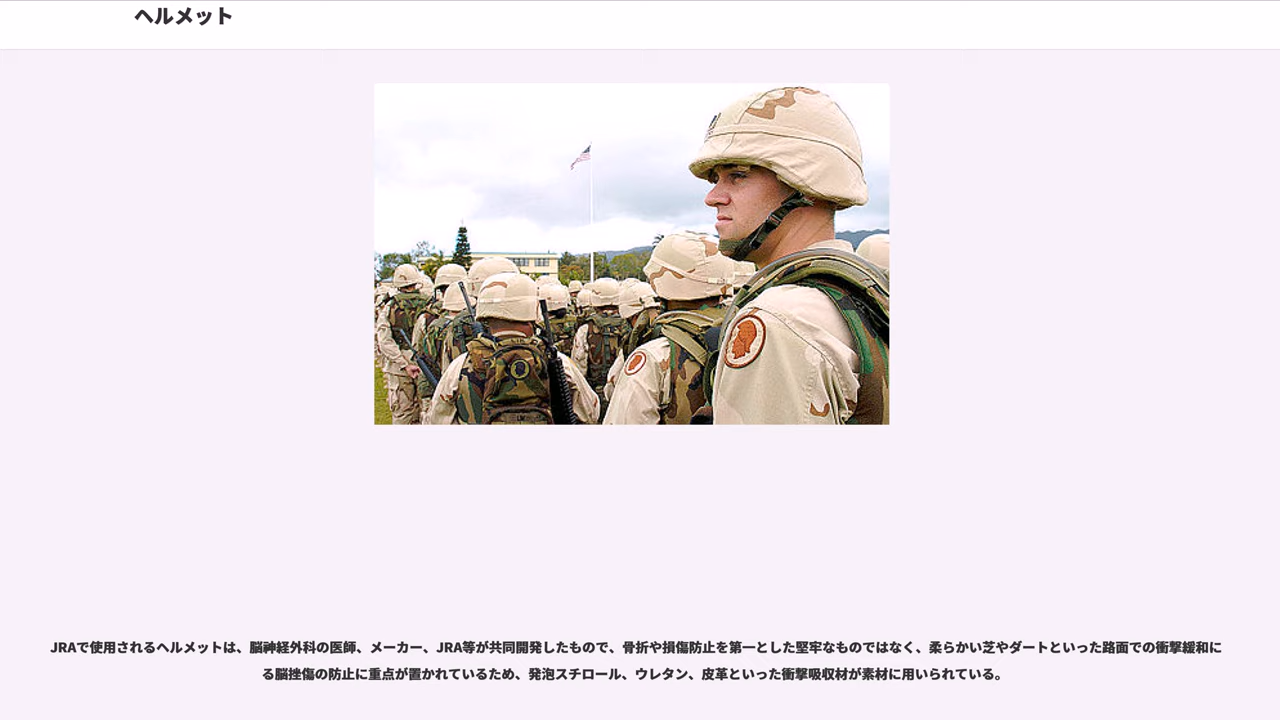 ヘルメット
JRAで使用されるヘルメットは、脳神経外科の医師、メーカー、JRA等が共同開発したもので、骨折や損傷防止を第一とした堅牢なものではなく、柔らかい芝やダートといった路面での衝撃緩和に
る脳挫傷の防止に重点が置かれているため、発泡スチロール、ウレタン、皮革といった衝撃吸収材が素材に用いられている。